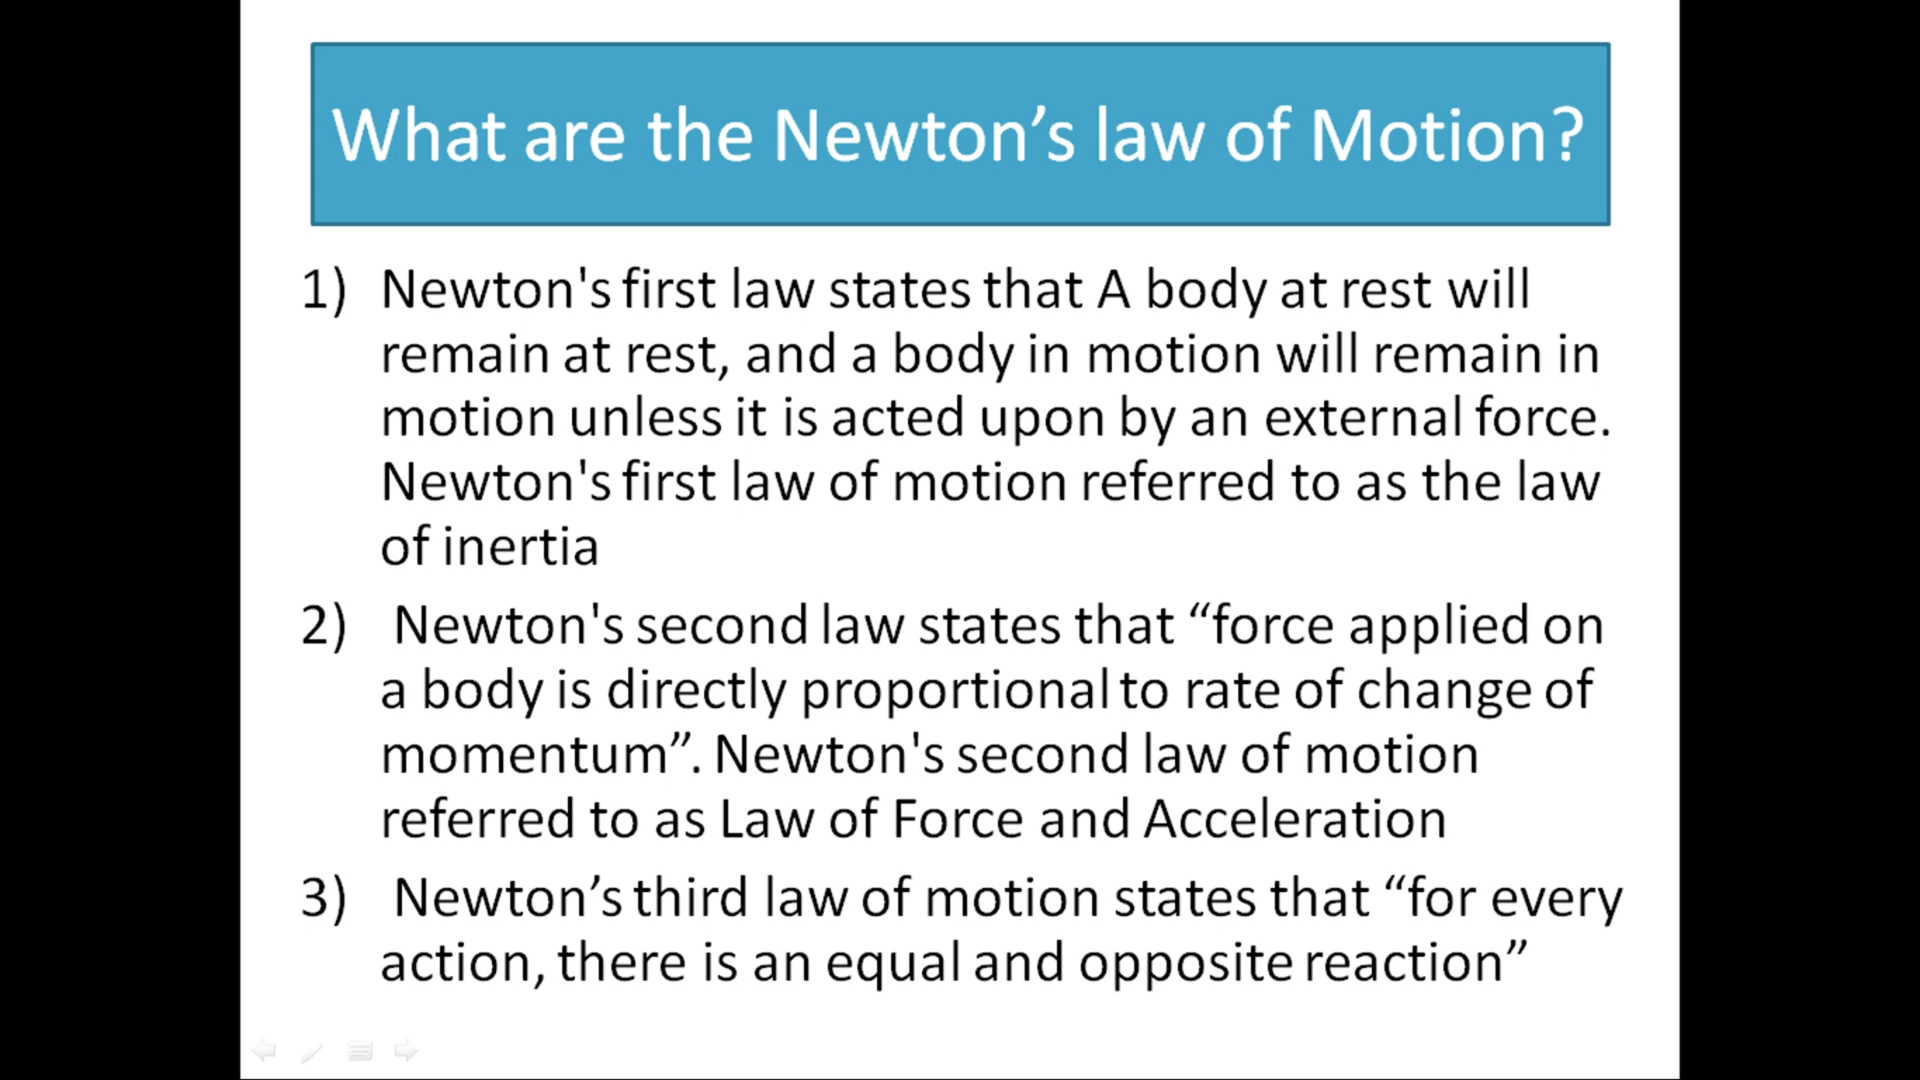 What are the Newton’s law of Motion?
1) Newton's first law states that A body at rest will
remain at rest, and a body in motion will remain in
motion unless it is acted upon by an external force.
Newton's first law of motion referred to as the law
of inertia
2) Newton's second law states that “force applied on
a body is directly proportional to rate of change of
momentum”. Newton's second law of motion
referred to as Law of Force and Acceleration
3) Newton’s third law of motion states that “for every
action, there is an equal and opposite reaction”